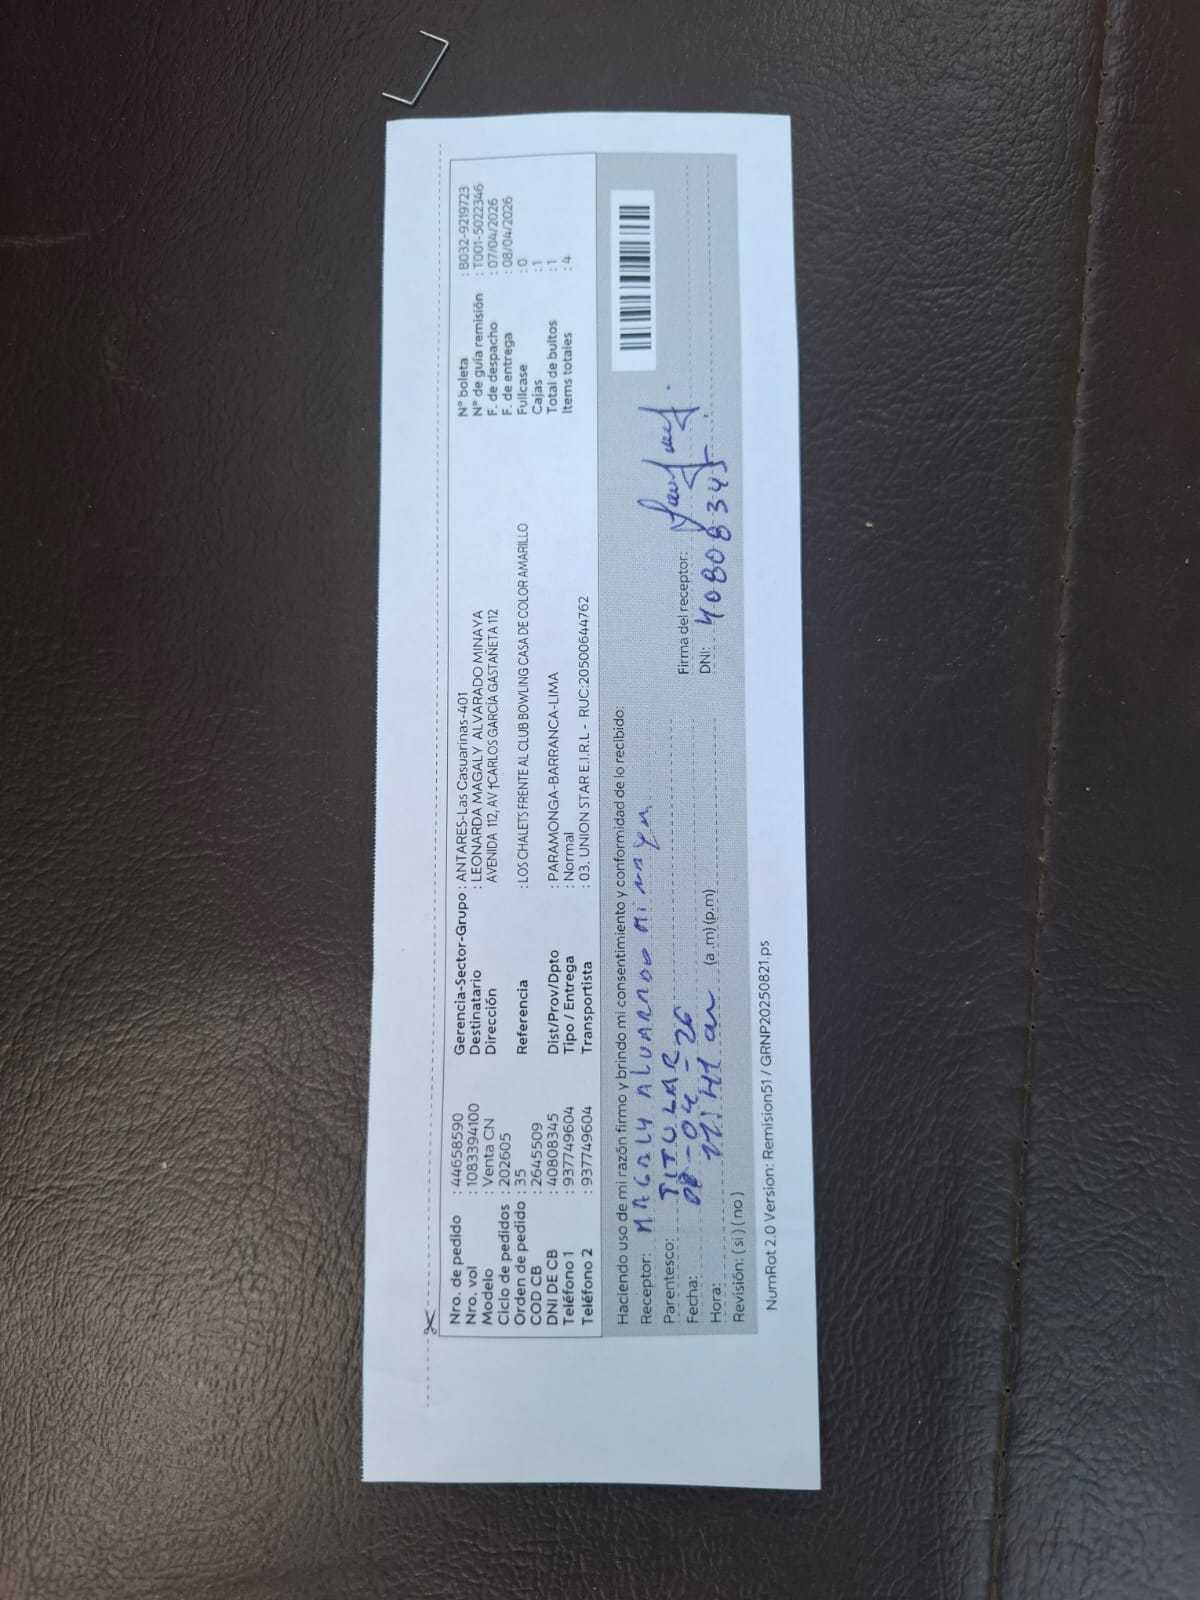 Nro. de pedido : 44658590
Nro. vol : 1083394100
Modelo : Venta CN
Ciclo de pedidos : 202605
Orden de pedido : 35
COD CB : 2645509
DNI DE CB : 40808345
Teléfono 1 : 937749604
Teléfono 2 : 937749604
Gerencia-Sector-Grupo : ANTARES-Las Casuarinas-401
Destinatario : LEONARDA MAGALY ALVARADO MINAYA
Dirección AVENIDA 112, AV 1CARLOS GARCÍA GASTAÑETA 112
Referencia : LOS CHALETS FRENTE AL CLUB BOWLING CASA DE COLOR AMARILLO
Dist/Prov/Dpto : PARAMONGA-BARRANCA-LIMA
Tipo / Entrega : Normal
Transportista : 03. UNION STAR E.I.R.L - RUC:20500644762
N° boleta : B032-9219723
N° de guía remisión : T001-5022346
F. de despacho : 07/04/2026
F. de entrega : 08/04/2026
Fullcase : 0
Cajas : 1
Total de bultos : 1
Items totales : 4
Haciendo uso de mi razón firmo y brindo mi consentimiento y conformidad de lo recibido:
Receptor: MAGALY ALVARADO MINAYA
Parentesco: TITULAR
Fecha: 08-04-26
Hora: 11:41 am (a.m) (p.m)
Revisión: ( si ) ( no )
Firma del receptor:
DNI: 40808345
NumRot 2.0 Version: Remision51 / GRNP20250821.ps